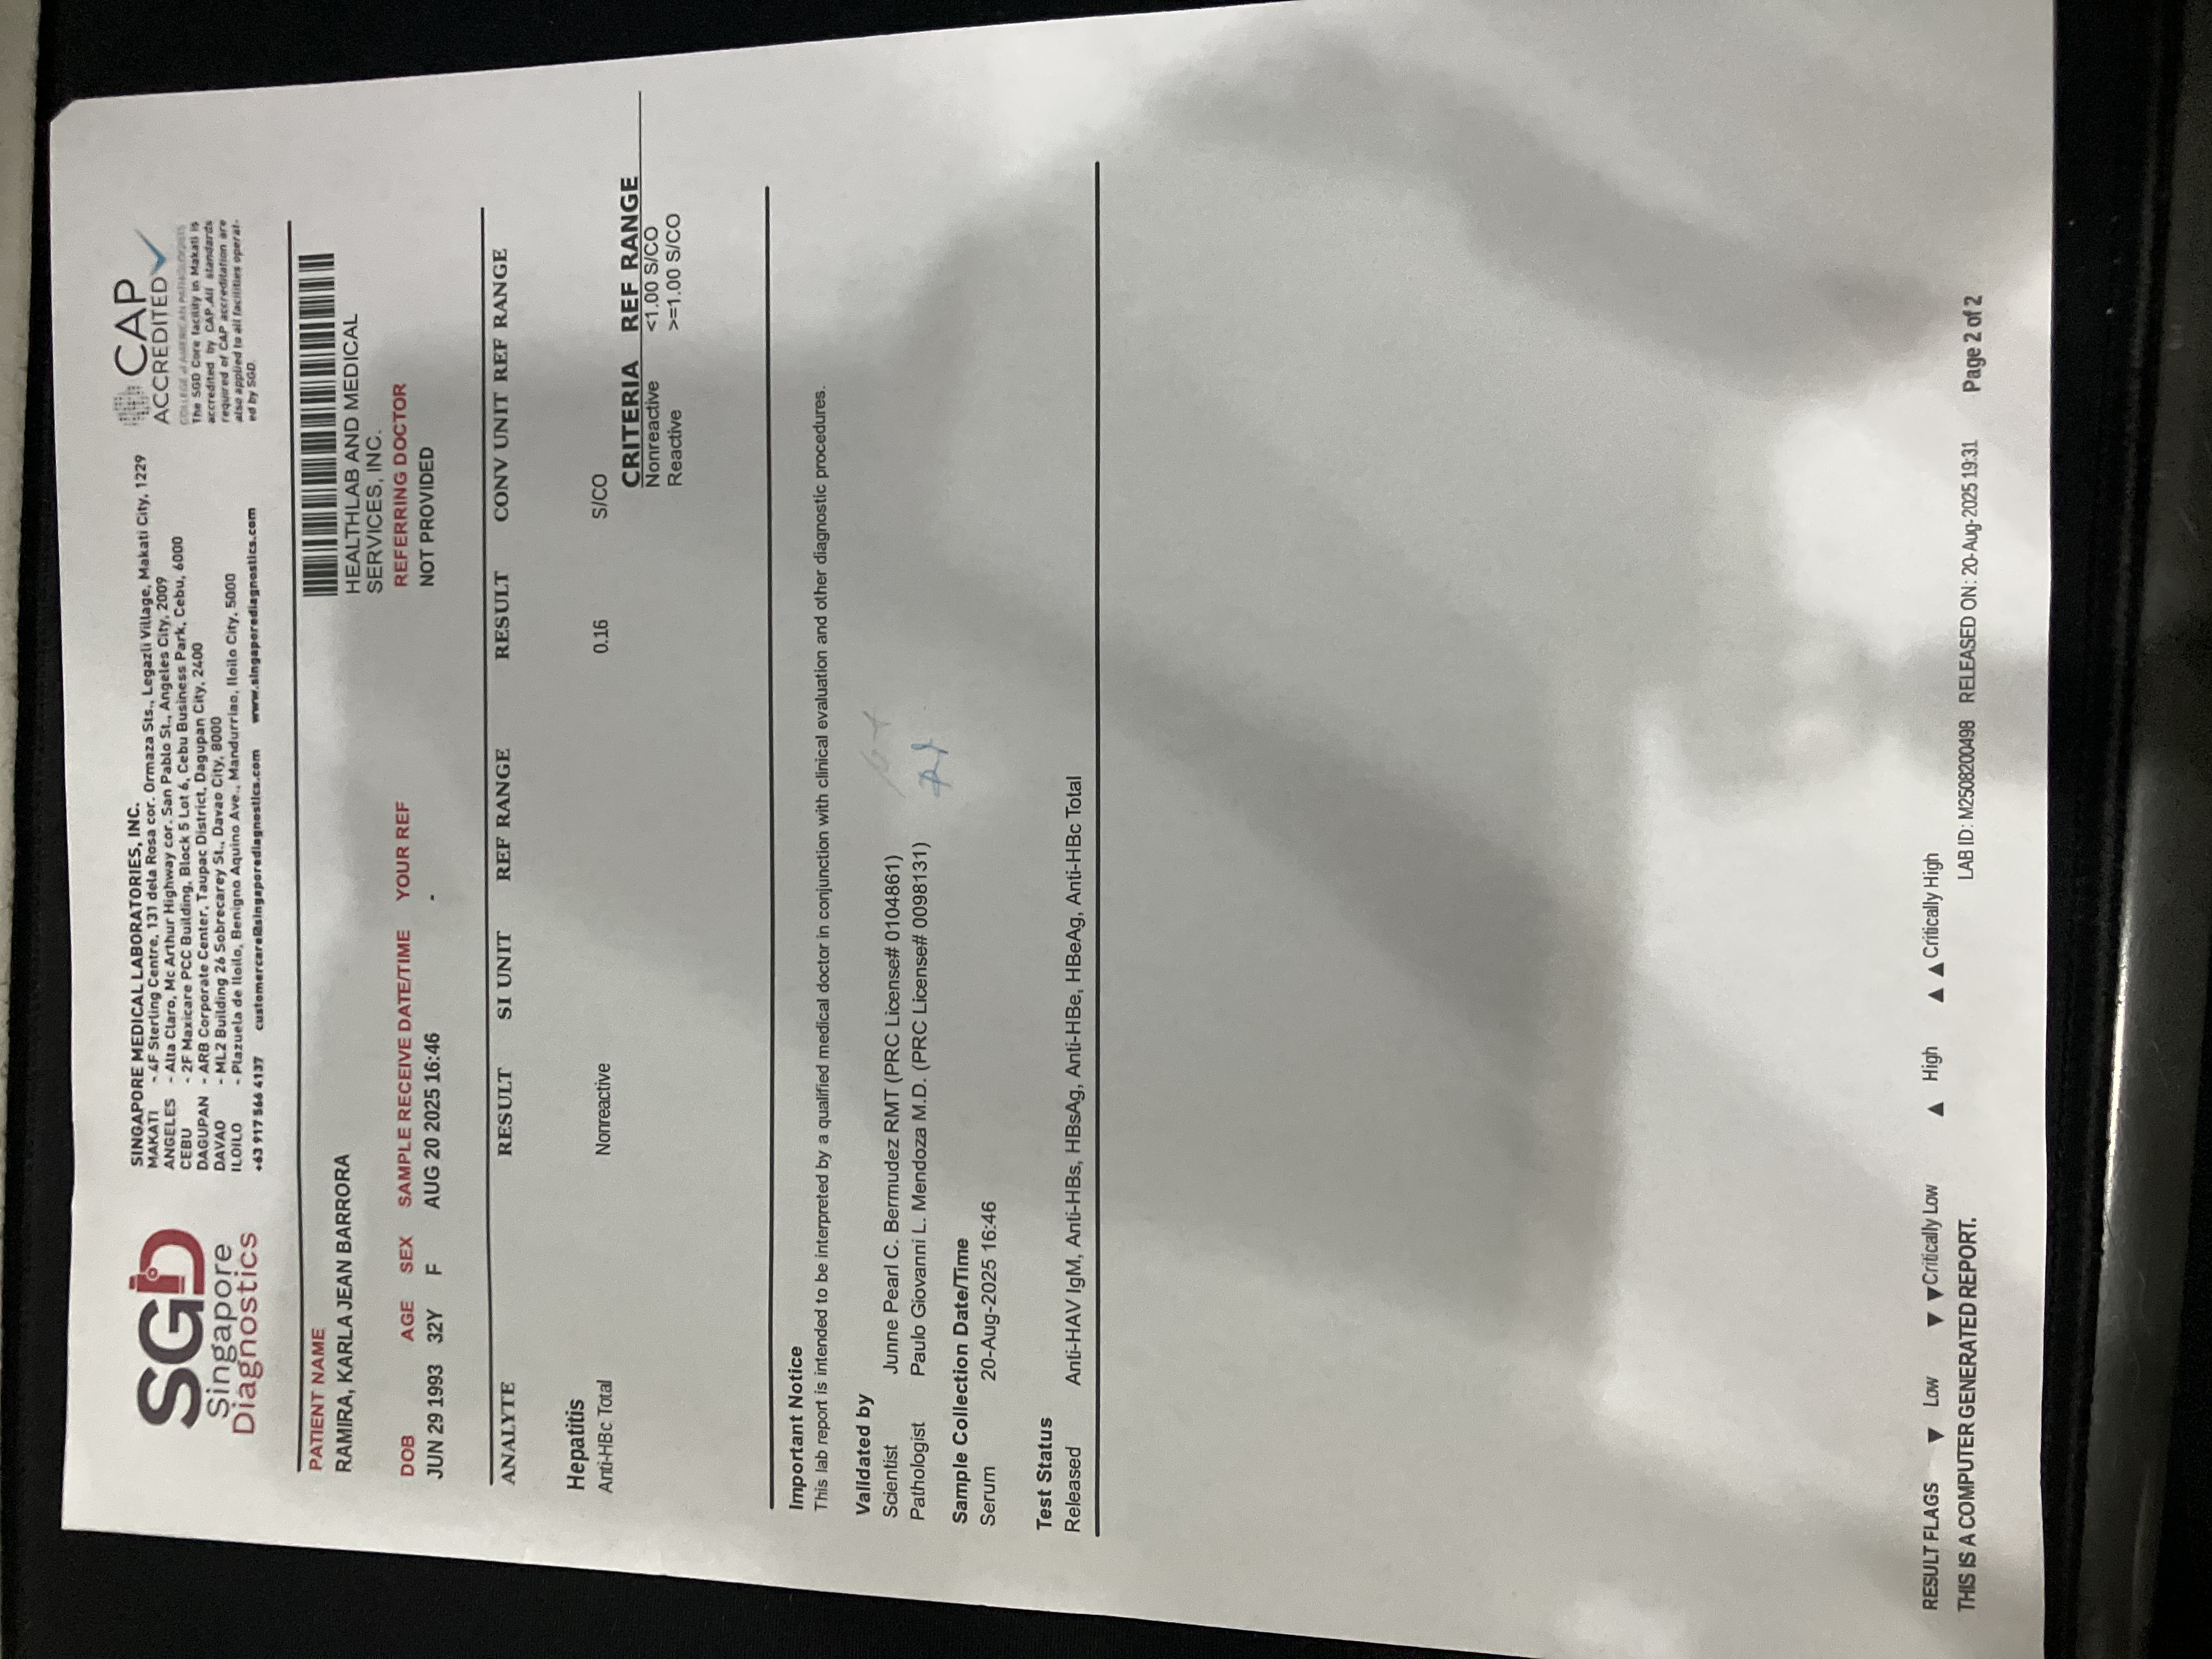 SGD
Singapore
Diagnostics
SINGAPORE MEDICAL LABORATORIES, INC.
MAKATI - 4F Sterling Centre, 131 dela Rosa cor. Ormaza Sts., Legazli Village, Makati City, 1229
ANGELES - Alta Claro, Mc Arthur Highway cor. San Pablo St., Angeles City, 2009
CEBU - 2F Maxicare PCC Building, Block 5 Lot 6, Cebu Business Park, Cebu, 6000
DAGUPAN - ARB Corporate Center, Taupac District, Dagupan City, 2400
DAVAO - ML2 Building 26 Sobrecarey St., Davao City, 8000
ILOILO - Plazuela de Iloilo, Benigno Aquino Ave., Mandurriao, Iloilo City, 5000
+63 917 566 4137 customercare@singaporediagnostics.com www.singaporediagnostics.com
CAP
ACCREDITED
COLLEGE of AMERICAN PATHOLOGISTS
The SGD Core facility in Makati is
accredited by CAP.All standards
required of CAP accreditation are
also applied to all facilities operat-
ed by SGD.
PATIENT NAME
RAMIRA, KARLA JEAN BARRORA
HEALTHLAB AND MEDICAL
SERVICES, INC.
DOB AGE SEX SAMPLE RECEIVE DATE/TIME YOUR REF REFERRING DOCTOR
JUN 29 1993 32Y F AUG 20 2025 16:46 - NOT PROVIDED
ANALYTE RESULT SI UNIT REF RANGE RESULT CONV UNIT REF RANGE
Hepatitis
Anti-HBc Total Nonreactive 0.16 S/CO
CRITERIA REF RANGE
Nonreactive <1.00 S/CO
Reactive >=1.00 S/CO
Important Notice
This lab report is intended to be interpreted by a qualified medical doctor in conjunction with clinical evaluation and other diagnostic procedures.
Validated by
Scientist Junne Pearl C. Bermudez RMT (PRC License# 0104861)
Pathologist Paulo Giovanni L. Mendoza M.D. (PRC License# 0098131)
Sample Collection Date/Time
Serum 20-Aug-2025 16:46
Test Status
Released Anti-HAV IgM, Anti-HBs, HBsAg, Anti-HBe, HBeAg, Anti-HBc Total
RESULT FLAGS ▼ Low ▼ ▼ Critically Low ▲ High ▲ ▲ Critically High
THIS IS A COMPUTER GENERATED REPORT. LAB ID: M2508200498 RELEASED ON: 20-Aug-2025 19:31 Page 2 of 2